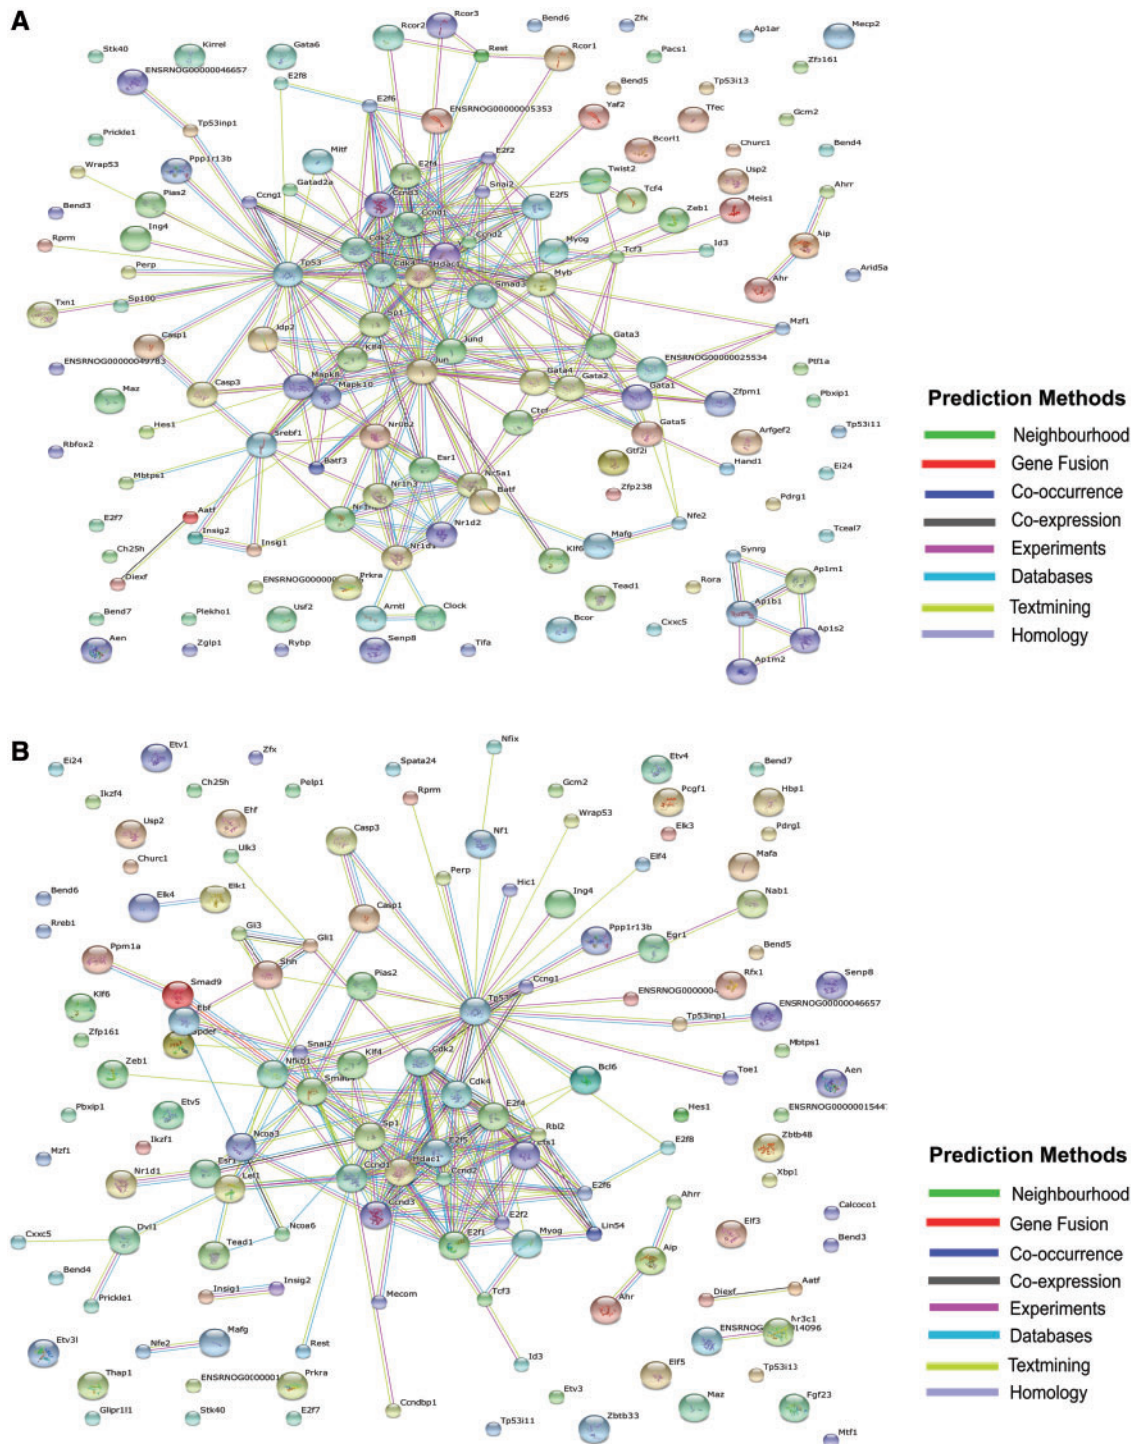 A
Rcor3
Bend6
Zfx
Rcor2
Ap1ar
Mecp2
Stk40
Kirrel
Gata6
Rest
Rcor1
Pacs1
Zfp161
ENSRNOG00000046657
E2f8
Bend5
Tp53i13
E2f6
ENSRNOG00000005353
Yaf2
Tfec
Gcm2
Tp53inp1
Prickle1
Bcorl1
Churc1
Bend4
Ppp1r13b
Mitf
E2f4
E2f2
Wrap53
Usp2
Gatad2a
Twist2
Pias2
Ccng1
Ccnd3
Snai2
E2f5
Tcf4
Ahrr
Bend3
Ccnd1
Zeb1
Meis1
Ing4
Cdk2
Ccnd2
Myog
Tcf3
Id3
Aip
Rprm
Hdac1
Perp
Tp53
Cdk4
Myb
Ahr
Arid5a
Smad3
Txn1
Sp100
Sp1
Mzf1
Jdp2
Jund
Gata3
Casp1
Klf4
ENSRNOG00000025534
ENSRNOG00000049783
Jun
Ptf1a
Casp3
Mapk8
Gata4
Gata2
Maz
Mapk10
Gata1
Zfpm1
Pbxip1
Ctcf
Hes1
Nr0b2
Gata5
Tp53i11
Rbfox2
Srebf1
Arfgef2
Batf3
Esr1
Gtf2i
Hand1
Mbtps1
Nr1h3
Nr5a1
Ei24
Batf
Zfp238
Aatf
Pdrg1
E2f7
Insig2
Nr1d2
Mafg
Nfe2
Tceal7
Ch25h
Insig1
Nr1d1
Klf6
Synrg
Ap1m1
Diexf
Prkra
Rora
Tead1
Bend7
Plekho1
Usf2
Arntl
Clock
Ap1b1
Bcor
Cxxc5
Ap1s2
Aen
Zglp1
Rybp
Senp8
Tifa
Ap1m2
Prediction Methods
Neighbourhood
Gene Fusion
Co-occurrence
Co-expression
Experiments
Databases
Textmining
Homology
B
Etv1
Zfx
Nfix
Ei24
Spata24
Etv4
Bend7
Ikzf4
Ch25h
Pelp1
Rprm
Gcm2
Pcgf1
Hbp1
Usp2
Ehf
Casp3
Nf1
Wrap53
Elk3
Pdrg1
Churc1
Ulk3
Perp
Elf4
Mafa
Bend6
Elk4
Elk1
Hic1
Ing4
Nab1
Rreb1
Casp1
Gli3
Gli1
Ppp1r13b
Egr1
Bend5
Ppm1a
Shh
Smad9
Pias2
Ccng1
Rfx1
Senp8
Klf6
Tp53
ENSRNOG00000046657
Tp53inp1
Zfp161
Snai2
Mbtps1
Zeb1
Nfkb1
Klf4
Cdk2
Bcl6
Toe1
Aen
Cdk4
Pbxip1
Etv5
E2f4
Hes1
Sp1
Rbl2
Zbtb48
Mzf1
Ikzf1
Ncoa3
E2f5
E2f8
Hdac1
Xbp1
Nr1d1
Ccnd1
Ccnd2
Lef1
Ccnd3
E2f6
Calcoco1
Cxxc5
Dvl1
Ncoa6
E2f2
Ahrr
Elf3
Tead1
E2f1
Myog
Lin54
Bend3
Bend4
Aip
Prickle1
Insig1
Insig2
Mecom
Tcf3
Ahr
Diexf
Aatf
Etv3l
Nfe2
Mafg
Rest
Nr3c1
Id3
Thap1
Prkra
Elf5
Tp53i13
Etv3
Glipr1l1
Stk40
E2f7
Ccndbp1
Tp53i11
Zbtb33
Maz
Fgf23
Mtf1
Prediction Methods
Neighbourhood
Gene Fusion
Co-occurrence
Co-expression
Experiments
Databases
Textmining
Homology